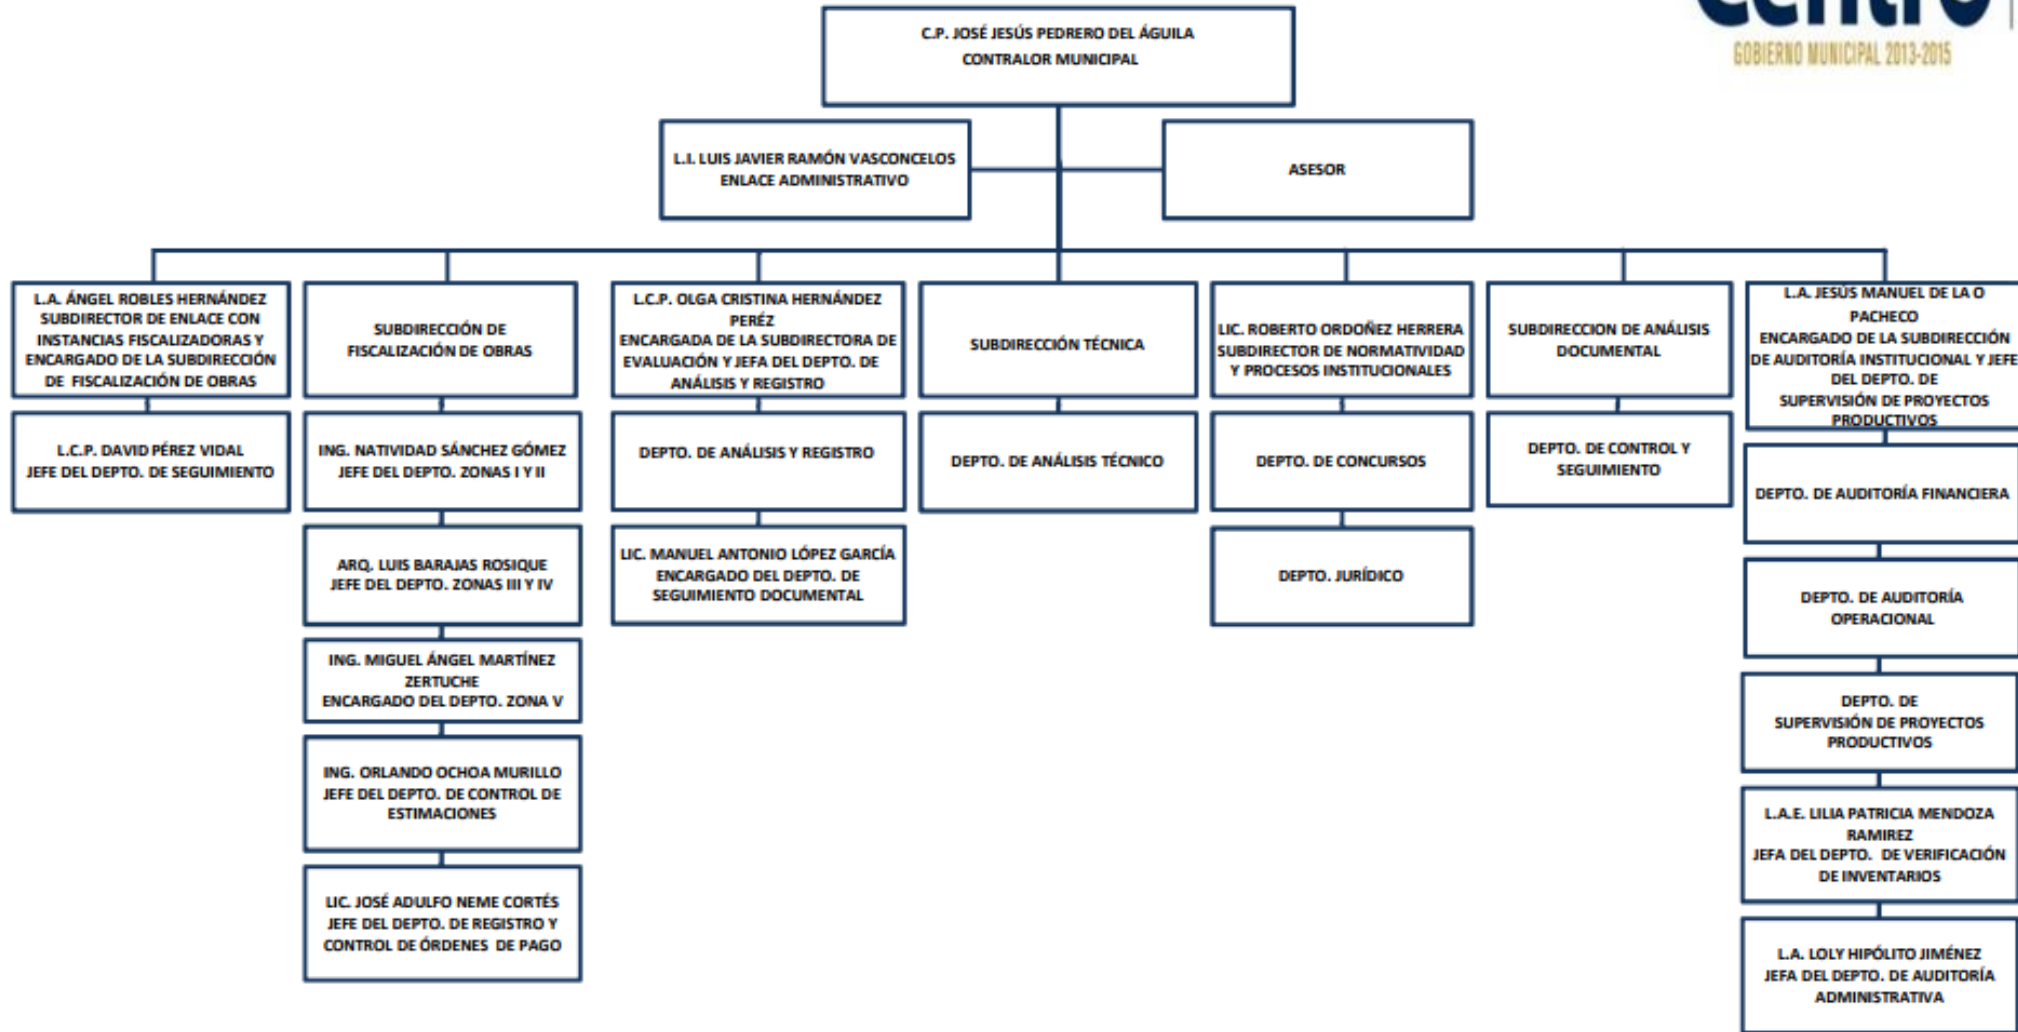 Centro
GOBIERNO MUNICIPAL 2013-2015
C.P. JOSÉ JESÚS PEDRERO DEL ÁGUILA
CONTRALOR MUNICIPAL
L.I. LUIS JAVIER RAMÓN VASCONCELOS
ENLACE ADMINISTRATIVO
ASESOR
L.A. ÁNGEL ROBLES HERNÁNDEZ
SUBDIRECTOR DE ENLACE CON
INSTANCIAS FISCALIZADORAS Y
ENCARGADO DE LA SUBDIRECCIÓN
DE FISCALIZACIÓN DE OBRAS
L.C.P. DAVID PÉREZ VIDAL
JEFE DEL DEPTO. DE SEGUIMIENTO
SUBDIRECCIÓN DE
FISCALIZACIÓN DE OBRAS
ING. NATIVIDAD SÁNCHEZ GÓMEZ
JEFE DEL DEPTO. ZONAS I Y II
ARQ. LUIS BARAJAS ROSIQUE
JEFE DEL DEPTO. ZONAS III Y IV
ING. MIGUEL ÁNGEL MARTÍNEZ
ZERTUCHE
ENCARGADO DEL DEPTO. ZONA V
ING. ORLANDO OCHOA MURILLO
JEFE DEL DEPTO. DE CONTROL DE
ESTIMACIONES
LIC. JOSÉ ADULFO NEME CORTÉS
JEFE DEL DEPTO. DE REGISTRO Y
CONTROL DE ÓRDENES DE PAGO
L.C.P. OLGA CRISTINA HERNÁNDEZ
PERÉZ
ENCARGADA DE LA SUBDIRECTORA DE
EVALUACIÓN Y JEFA DEL DEPTO. DE
ANÁLISIS Y REGISTRO
DEPTO. DE ANÁLISIS Y REGISTRO
LIC. MANUEL ANTONIO LÓPEZ GARCÍA
ENCARGADO DEL DEPTO. DE
SEGUIMIENTO DOCUMENTAL
SUBDIRECCIÓN TÉCNICA
DEPTO. DE ANÁLISIS TÉCNICO
LIC. ROBERTO ORDOÑEZ HERRERA
SUBDIRECTOR DE NORMATIVIDAD
Y PROCESOS INSTITUCIONALES
DEPTO. DE CONCURSOS
DEPTO. JURÍDICO
SUBDIRECCION DE ANÁLISIS
DOCUMENTAL
DEPTO. DE CONTROL Y
SEGUIMIENTO
L.A. JESÚS MANUEL DE LA O
PACHECO
ENCARGADO DE LA SUBDIRECCIÓN
DE AUDITORÍA INSTITUCIONAL Y JEFE
DEL DEPTO. DE
SUPERVISIÓN DE PROYECTOS
PRODUCTIVOS
DEPTO. DE AUDITORÍA FINANCIERA
DEPTO. DE AUDITORÍA
OPERACIONAL
DEPTO. DE
SUPERVISIÓN DE PROYECTOS
PRODUCTIVOS
L.A.E. LILIA PATRICIA MENDOZA
RAMIREZ
JEFA DEL DEPTO. DE VERIFICACIÓN
DE INVENTARIOS
L.A. LOLY HIPÓLITO JIMÉNEZ
JEFA DEL DEPTO. DE AUDITORÍA
ADMINISTRATIVA